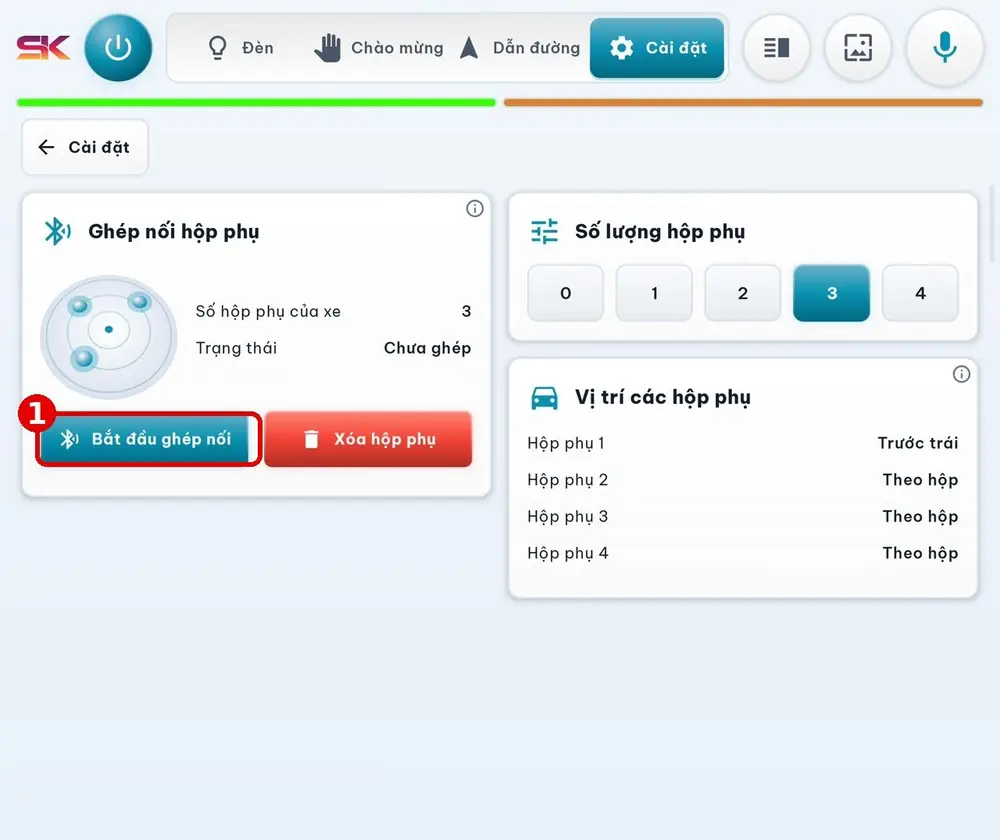 SK
Đèn
Chào mừng
Dẫn đường
Cài đặt
Cài đặt
Ghép nối hộp phụ
Số hộp phụ của xe 3
Trạng thái Chưa ghép
1
Bắt đầu ghép nối
Xóa hộp phụ
Số lượng hộp phụ
0 1 2 3 4
Vị trí các hộp phụ
Hộp phụ 1 Trước trái
Hộp phụ 2 Theo hộp
Hộp phụ 3 Theo hộp
Hộp phụ 4 Theo hộp